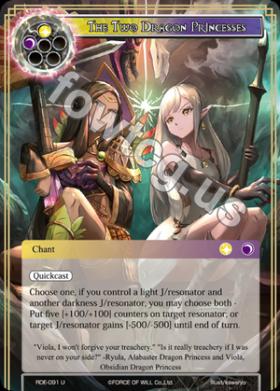 The Two Dragon Princesses
fowtcg.us
Chant
Quickcast
Choose one, if you control a light J/resonator and
another darkness J/resonator, you may choose both -
Put five [+100/+100] counters on target resonator; or
target J/resonator gains [-500/-500] until end of turn.
"Viola, I won't forgive your treachery." "Is it really treachery if I was
never on your side?" -Ryula, Alabaster Dragon Princess and Viola,
Obsidian Dragon Princess
RDE-091 U
©FORCE OF WILL Co.,Ltd.
Illust/kawaryo